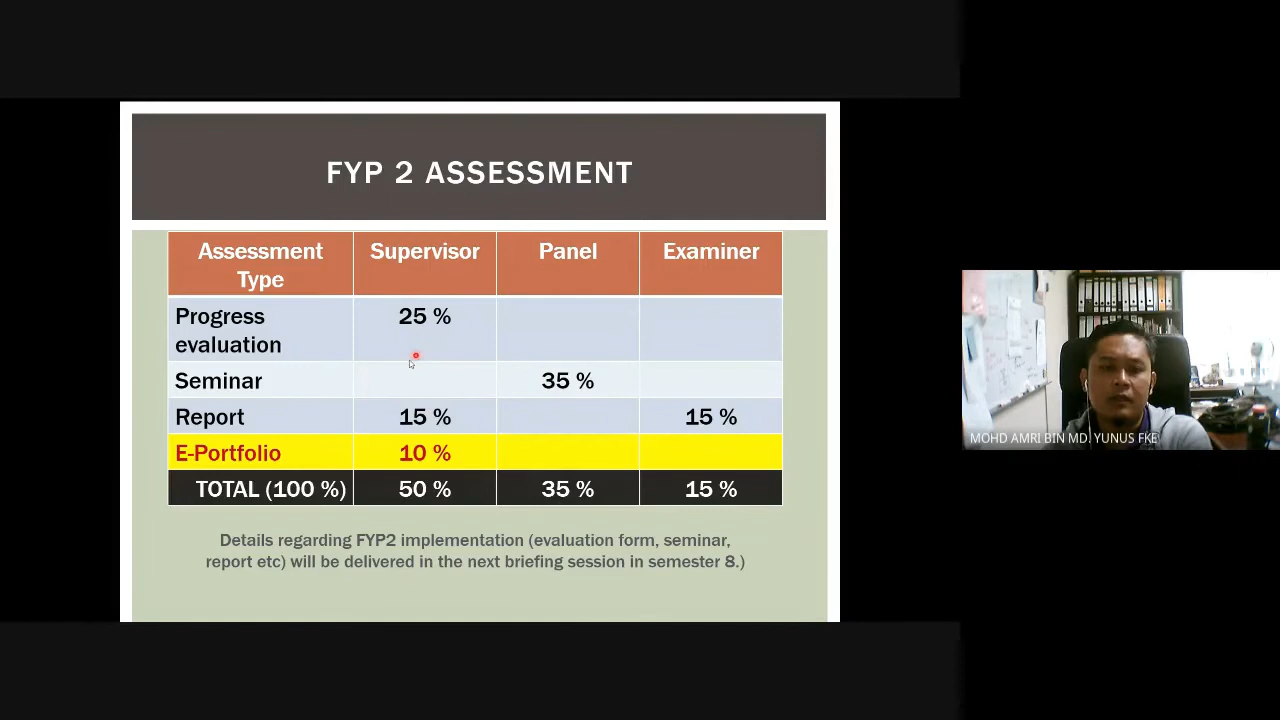 FYP 2 ASSESSMENT
Assessment Type Supervisor Panel Examiner
Progress evaluation 25 %
Seminar 35 %
Report 15 % 15 %
E-Portfolio 10 %
TOTAL (100 %) 50 % 35 % 15 %
Details regarding FYP2 implementation (evaluation form, seminar,
report etc) will be delivered in the next briefing session in semester 8.)
MOHD AMRI BIN MD. YUNUS FKE